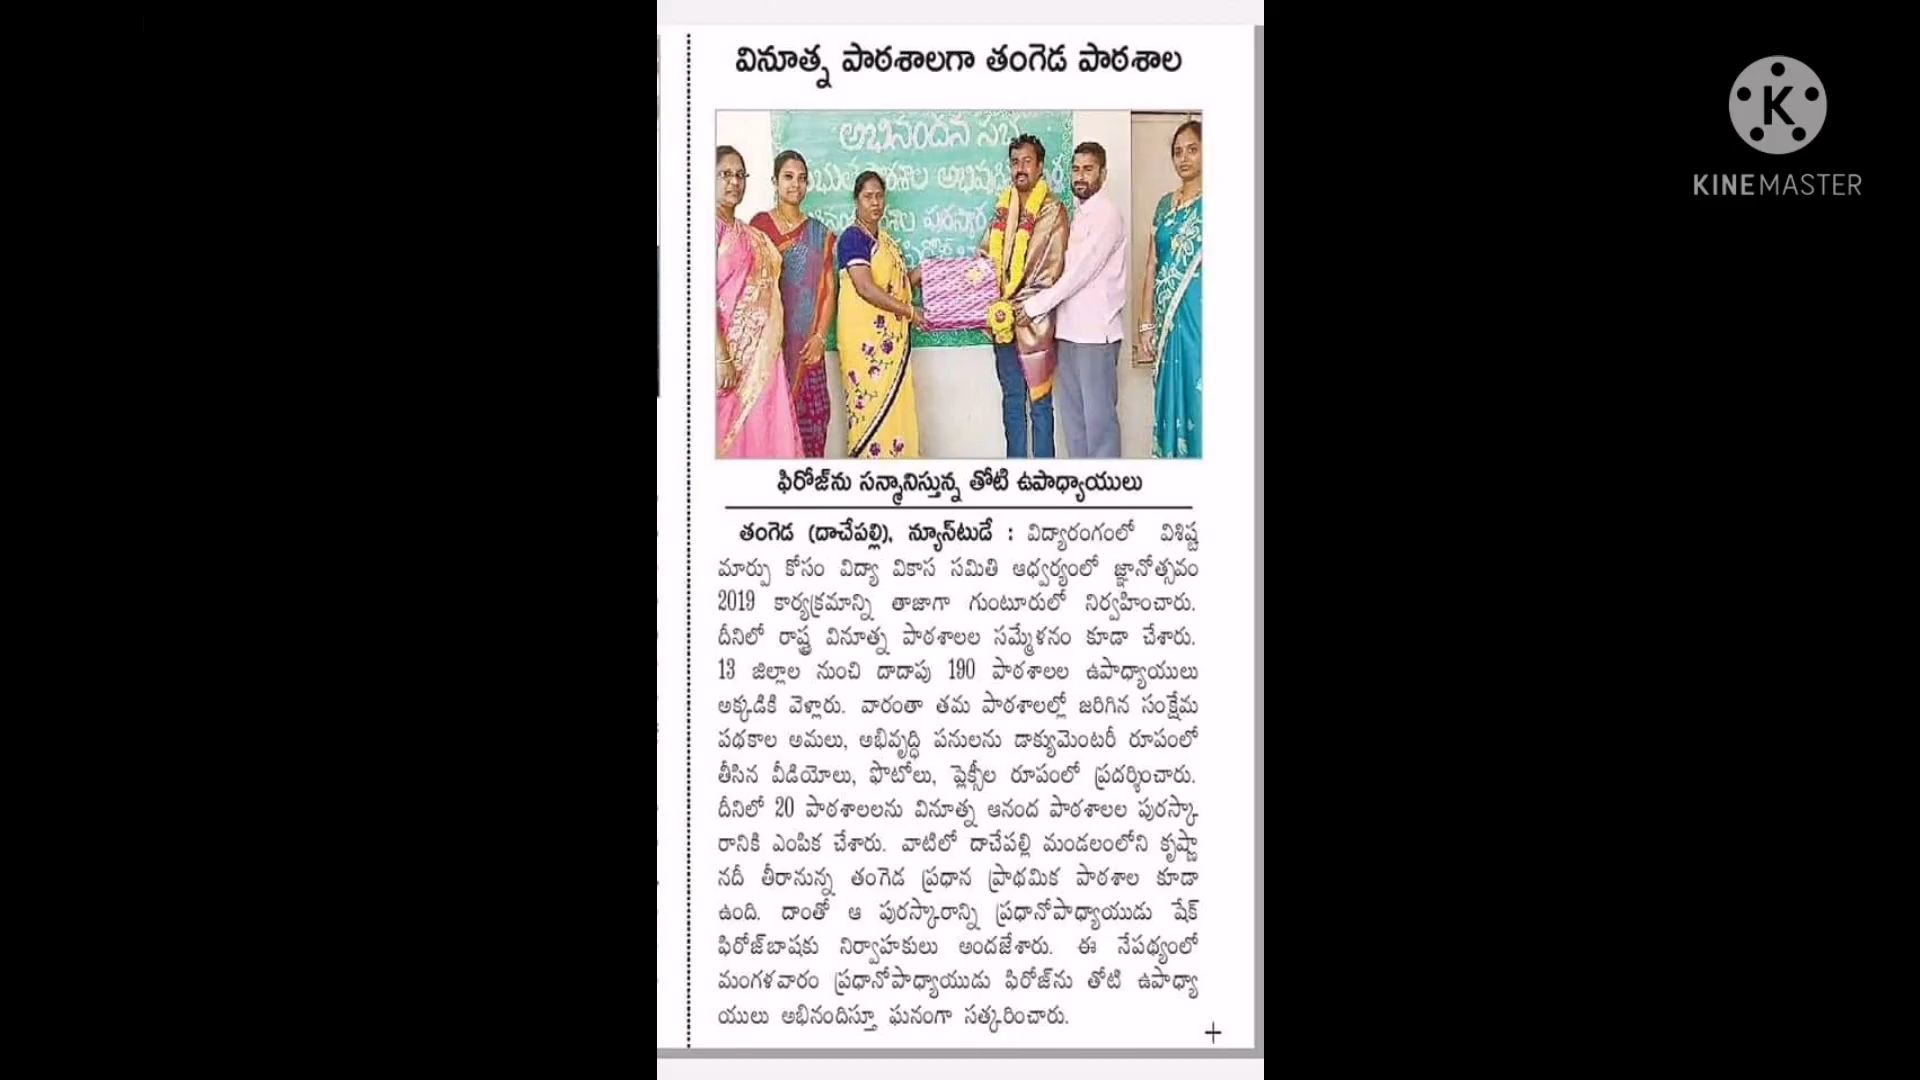 వినూత్న పాఠశాలగా తంగెడ పాఠశాల
అభినందన సభ
పాఠశాల అభివృద్ధి
పురస్కార
KINEMASTER
ఫిరోజ్‌ను సన్మానిస్తున్న తోటి ఉపాధ్యాయులు
తంగెడ (దాచేపల్లి), న్యూస్‌టుడే : విద్యారంగంలో విశిష్ట
మార్పు కోసం విద్యా వికాస సమితి ఆధ్వర్యంలో జ్ఞానోత్సవం
2019 కార్యక్రమాన్ని తాజాగా గుంటూరులో నిర్వహించారు.
దీనిలో రాష్ట్ర వినూత్న పాఠశాలల సమ్మేళనం కూడా చేశారు.
13 జిల్లాల నుంచి దాదాపు 190 పాఠశాలల ఉపాధ్యాయులు
అక్కడికి వెళ్లారు. వారంతా తమ పాఠశాలల్లో జరిగిన సంక్షేమ
పథకాల అమలు, అభివృద్ధి పనులను డాక్యుమెంటరీ రూపంలో
తీసిన వీడియోలు, ఫొటోలు, ఫ్లెక్సీల రూపంలో ప్రదర్శించారు.
దీనిలో 20 పాఠశాలలను వినూత్న ఆనంద పాఠశాలల పురస్కా
రానికి ఎంపిక చేశారు. వాటిలో దాచేపల్లి మండలంలోని కృష్ణా
నదీ తీరానున్న తంగెడ ప్రధాన ప్రాథమిక పాఠశాల కూడా
ఉంది. దాంతో ఆ పురస్కారాన్ని ప్రధానోపాధ్యాయుడు షేక్
ఫిరోజ్‌బాషకు నిర్వాహకులు అందజేశారు. ఈ నేపథ్యంలో
మంగళవారం ప్రధానోపాధ్యాయుడు ఫిరోజ్‌ను తోటి ఉపాధ్యా
యులు అభినందిస్తూ ఘనంగా సత్కరించారు.